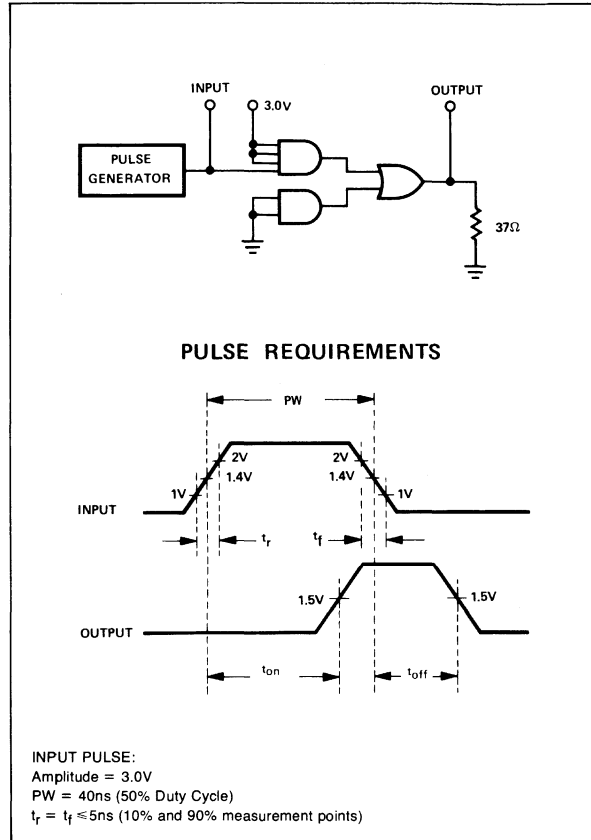 INPUT
OUTPUT
3.0V
PULSE
GENERATOR
37Ω
PULSE REQUIREMENTS
PW
2V
2V
1.4V
1.4V
1V
1V
INPUT
tr
tf
1.5V
1.5V
OUTPUT
ton
toff
INPUT PULSE:
Amplitude = 3.0V
PW = 40ns (50% Duty Cycle)
tr = tf ≤5ns (10% and 90% measurement points)